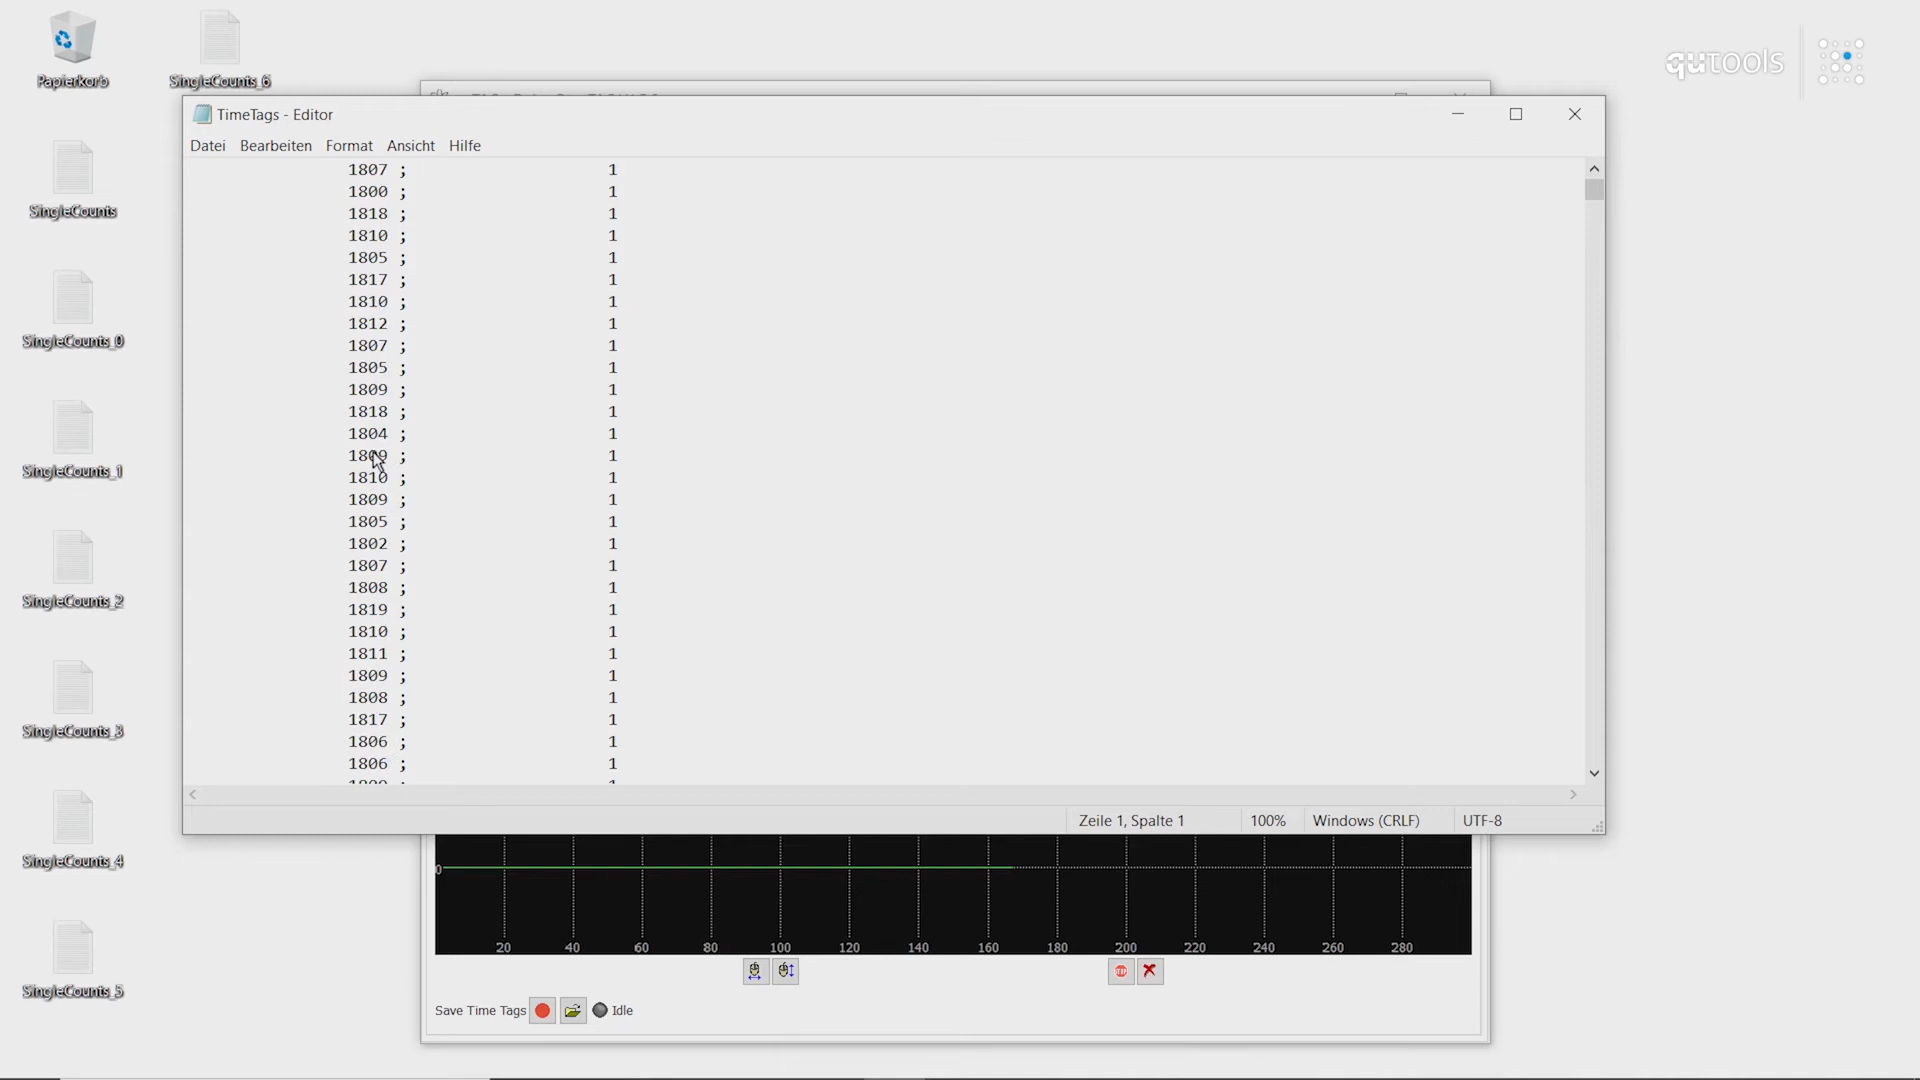 Papierkorb
SingleCounts_6
qutools
TimeTags - Editor
Datei Bearbeiten Format Ansicht Hilfe
SingleCounts
SingleCounts_0
SingleCounts_1
SingleCounts_2
SingleCounts_3
SingleCounts_4
SingleCounts_5
1807 ; 1
1800 ; 1
1818 ; 1
1810 ; 1
1805 ; 1
1817 ; 1
1810 ; 1
1812 ; 1
1807 ; 1
1805 ; 1
1809 ; 1
1818 ; 1
1804 ; 1
1809 ; 1
1810 ; 1
1809 ; 1
1805 ; 1
1802 ; 1
1807 ; 1
1808 ; 1
1819 ; 1
1810 ; 1
1811 ; 1
1809 ; 1
1808 ; 1
1817 ; 1
1806 ; 1
1806 ; 1
Zeile 1, Spalte 1 100% Windows (CRLF) UTF-8
0
20 40 60 80 100 120 140 160 180 200 220 240 260 280
Save Time Tags Idle